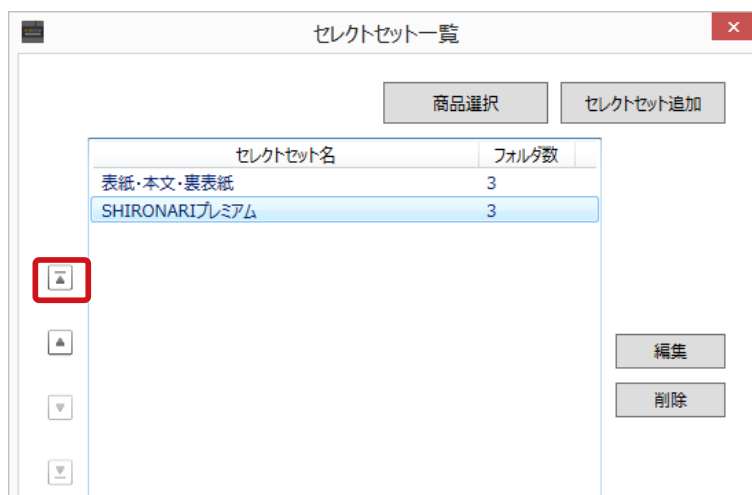 セレクトセット一覧
商品選択 セレクトセット追加
セレクトセット名 フォルダ数
表紙・本文・裏表紙 3
SHIRONARIプレミアム 3
編集
削除